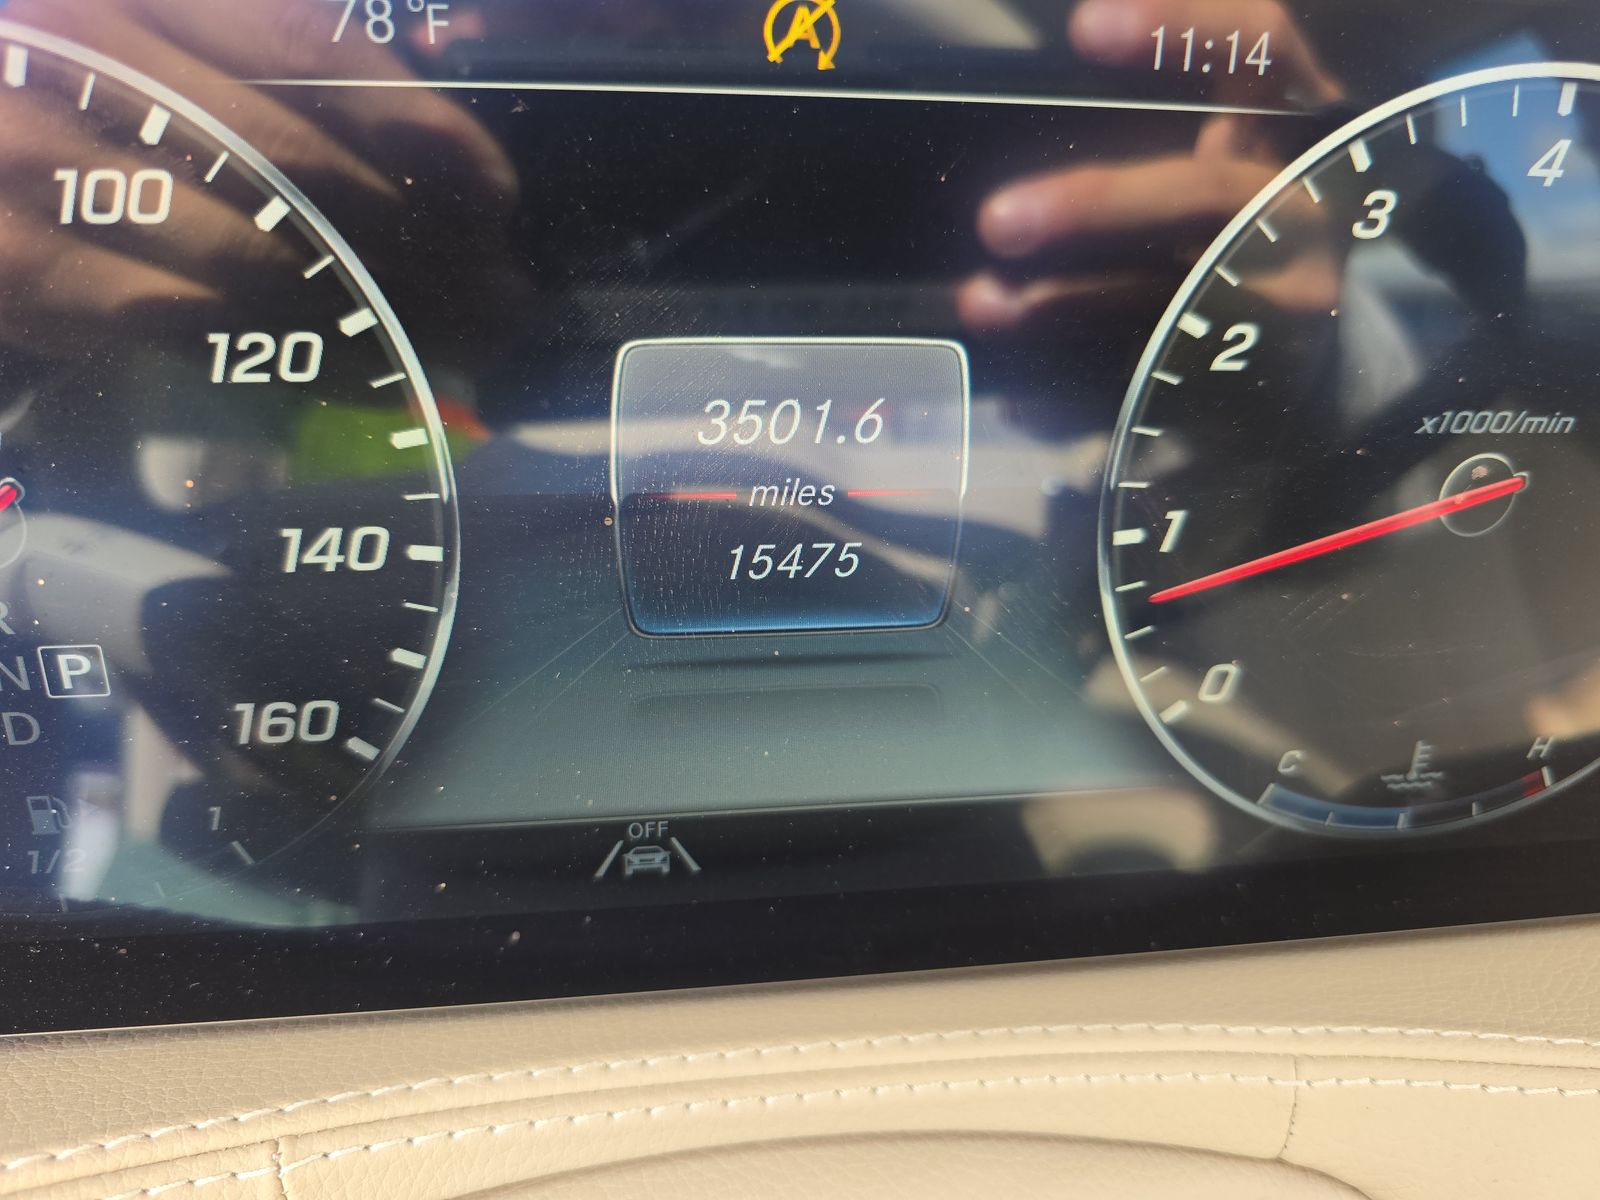 78°F
11:14
100
120
140
160
3501.6
miles
15475
4
3
2
1
0
x1000/min
R
N P
D
1
1/2
C
H
OFF
A